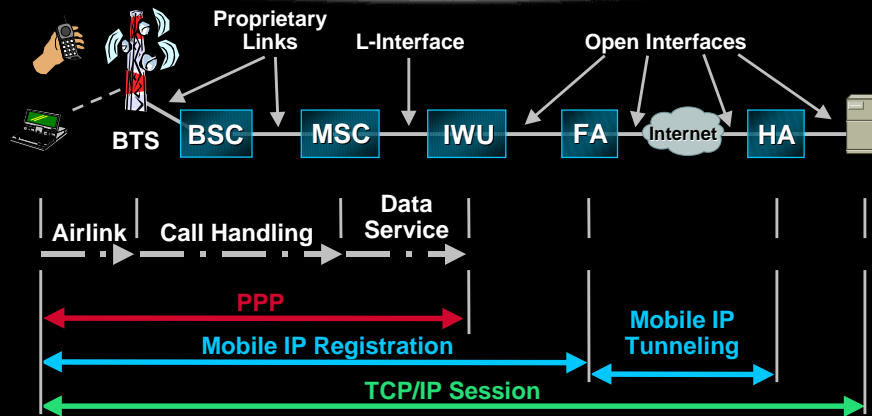 Proprietary
Links
L-Interface
Open Interfaces
BTS
BSC
MSC
IWU
FA
Internet
HA
Airlink
Call Handling
Data
Service
PPP
Mobile IP Registration
Mobile IP
Tunneling
TCP/IP Session